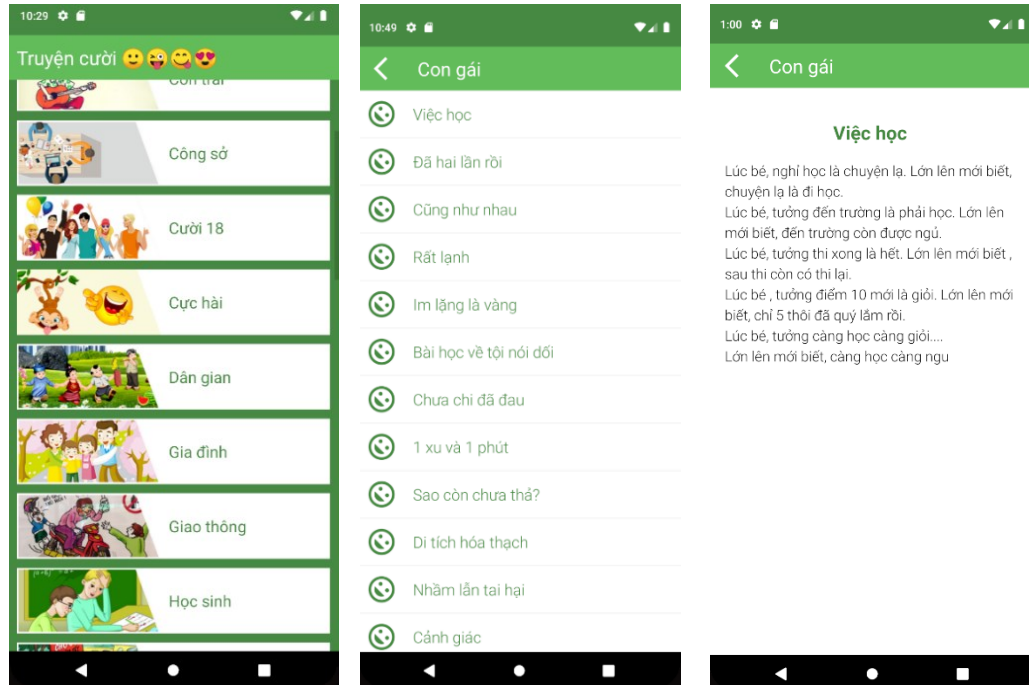 10:29
Truyện cười 🙂😜😋😍
Con trai
Công sở
Cười 18
Cực hài
Dân gian
Gia đình
Giao thông
Học sinh
10:49
Con gái
Việc học
Đã hai lần rồi
Cũng như nhau
Rất lạnh
Im lặng là vàng
Bài học về tội nói dối
Chưa chi đã đau
1 xu và 1 phút
Sao còn chưa thả?
Di tích hóa thạch
Nhầm lẫn tai hại
Cảnh giác
1:00
Con gái
Việc học
Lúc bé, nghỉ học là chuyện lạ. Lớn lên mới biết,
chuyện lạ là đi học.
Lúc bé, tưởng đến trường là phải học. Lớn lên
mới biết, đến trường còn được ngủ.
Lúc bé, tưởng thi xong là hết. Lớn lên mới biết ,
sau thi còn có thi lại.
Lúc bé , tưởng điểm 10 mới là giỏi. Lớn lên mới
biết, chỉ 5 thôi đã quý lắm rồi.
Lúc bé, tưởng càng học càng giỏi....
Lớn lên mới biết, càng học càng ngu